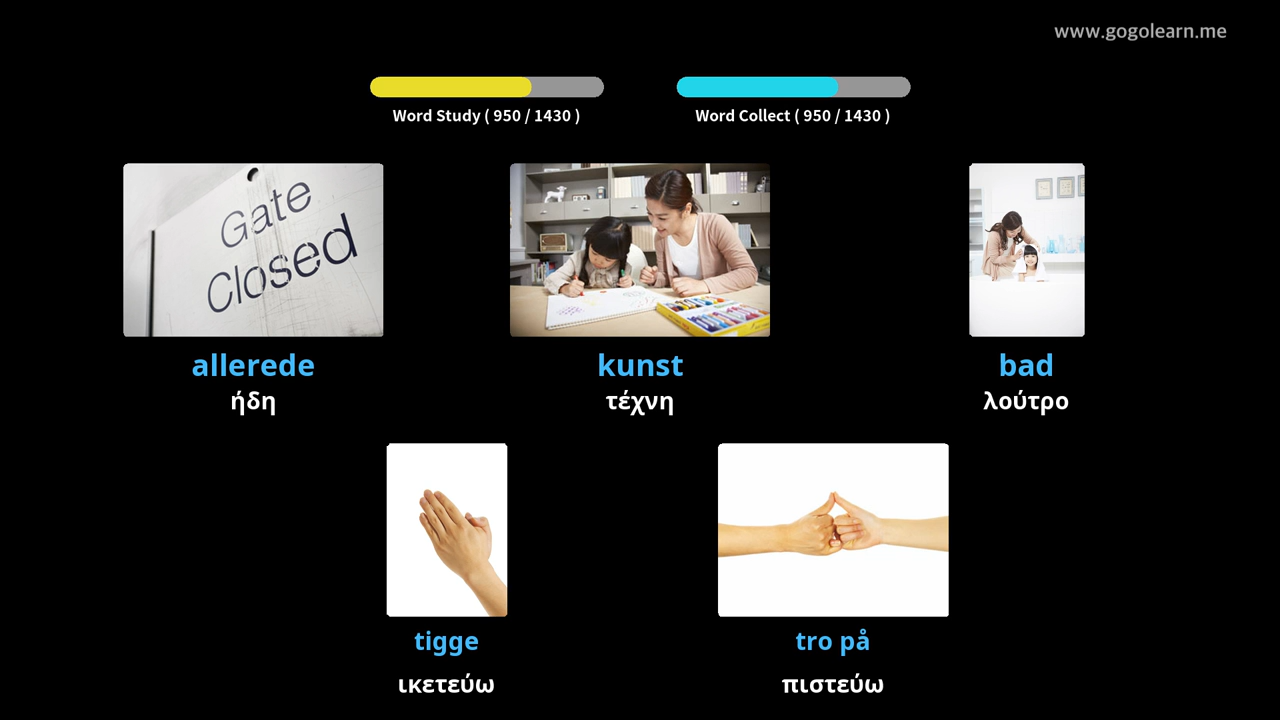 www.gogolearn.me
Word Study ( 950 / 1430 )
Word Collect ( 950 / 1430 )
Gate
Closed
allerede
ήδη
kunst
τέχνη
bad
λούτρο
tigge
ικετεύω
tro på
πιστεύω